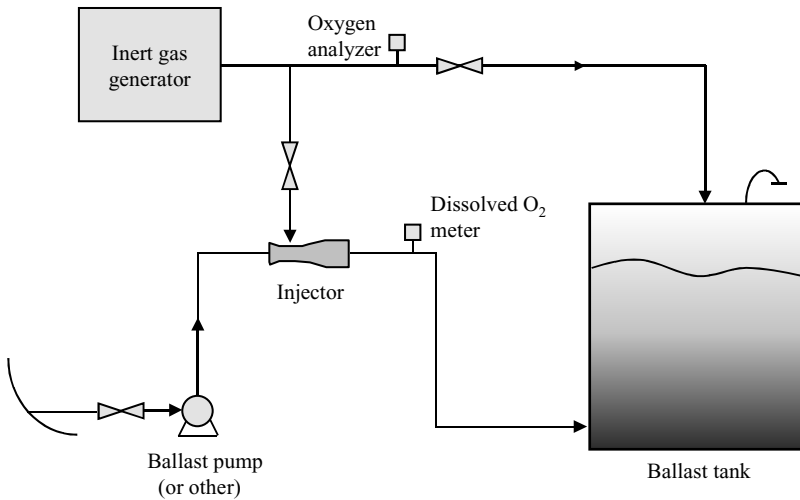 Inert gas
generator
Oxygen
analyzer
Dissolved O₂
meter
Injector
Ballast pump
(or other)
Ballast tank